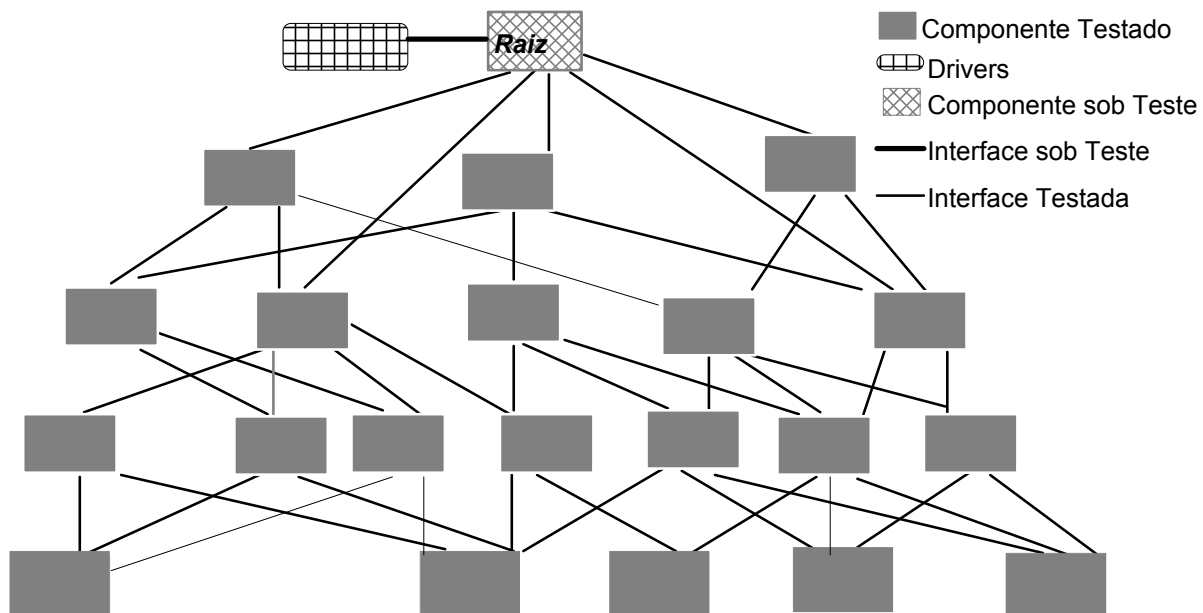 Raiz
Componente Testado
Drivers
Componente sob Teste
Interface sob Teste
Interface Testada